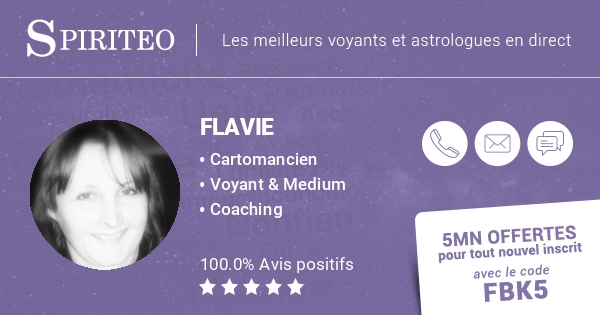 SPIRITEO
Les meilleurs voyants et astrologues en direct
FLAVIE
• Cartomancien
• Voyant & Medium
• Coaching
100.0% Avis positifs
5MN OFFERTES
pour tout nouvel inscrit
avec le code
FBK5